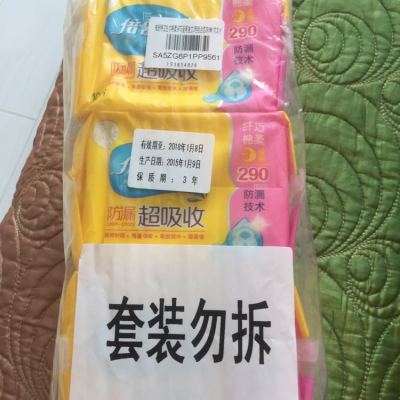 SA5ZG6P1PP9561
棉柔
290
防漏
技术
超吸收
有效期至：2018年1月8日
生产日期：2015年1月9日
保质期：3年
纤巧
棉柔
290
防漏
技术
防漏超吸收
套装勿拆